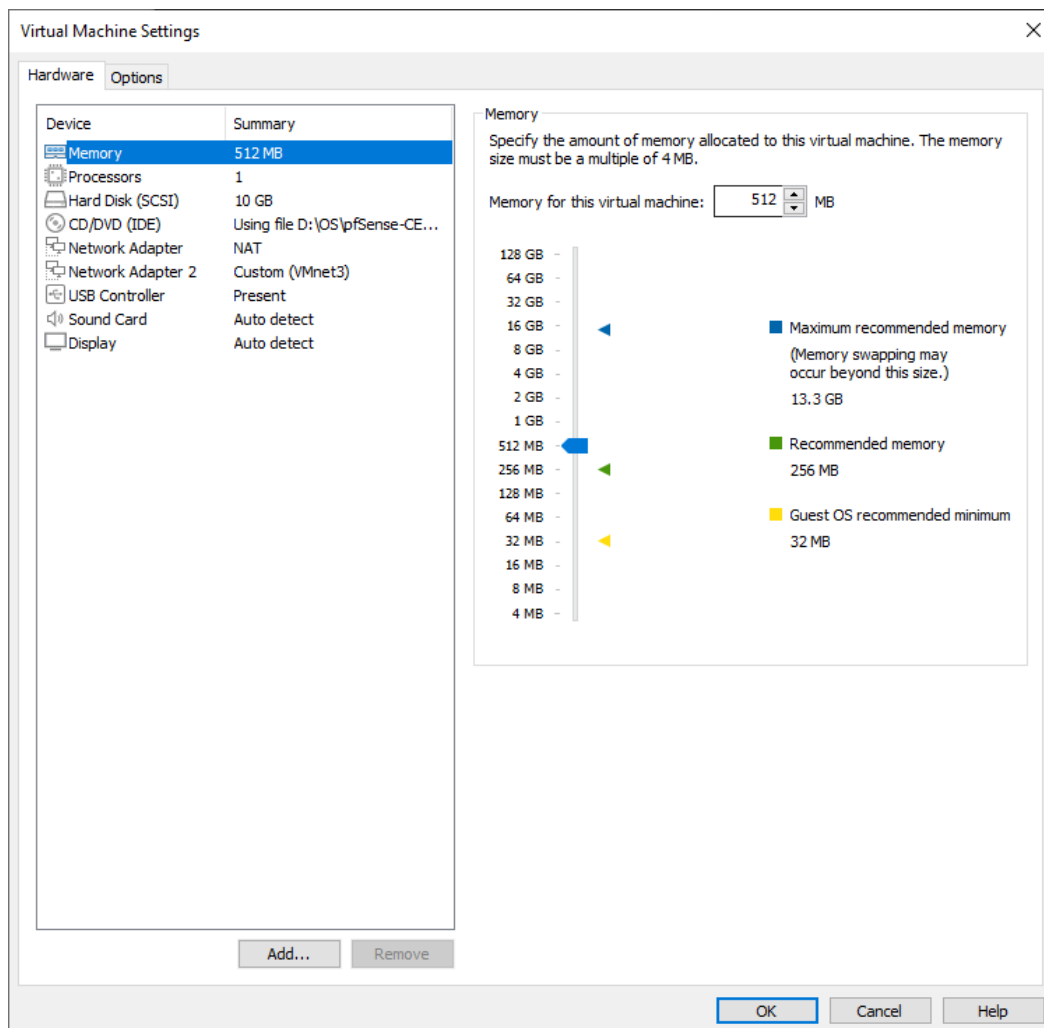 Virtual Machine Settings
Hardware Options
Device Summary
Memory 512 MB
Processors 1
Hard Disk (SCSI) 10 GB
CD/DVD (IDE) Using file D:\OS\pfSense-CE...
Network Adapter NAT
Network Adapter 2 Custom (VMnet3)
USB Controller Present
Sound Card Auto detect
Display Auto detect
Add... Remove
Memory
Specify the amount of memory allocated to this virtual machine. The memory
size must be a multiple of 4 MB.
Memory for this virtual machine: 512 MB
128 GB
64 GB
32 GB
16 GB
8 GB
4 GB
2 GB
1 GB
512 MB
256 MB
128 MB
64 MB
32 MB
16 MB
8 MB
4 MB
Maximum recommended memory
(Memory swapping may
occur beyond this size.)
13.3 GB
Recommended memory
256 MB
Guest OS recommended minimum
32 MB
OK Cancel Help